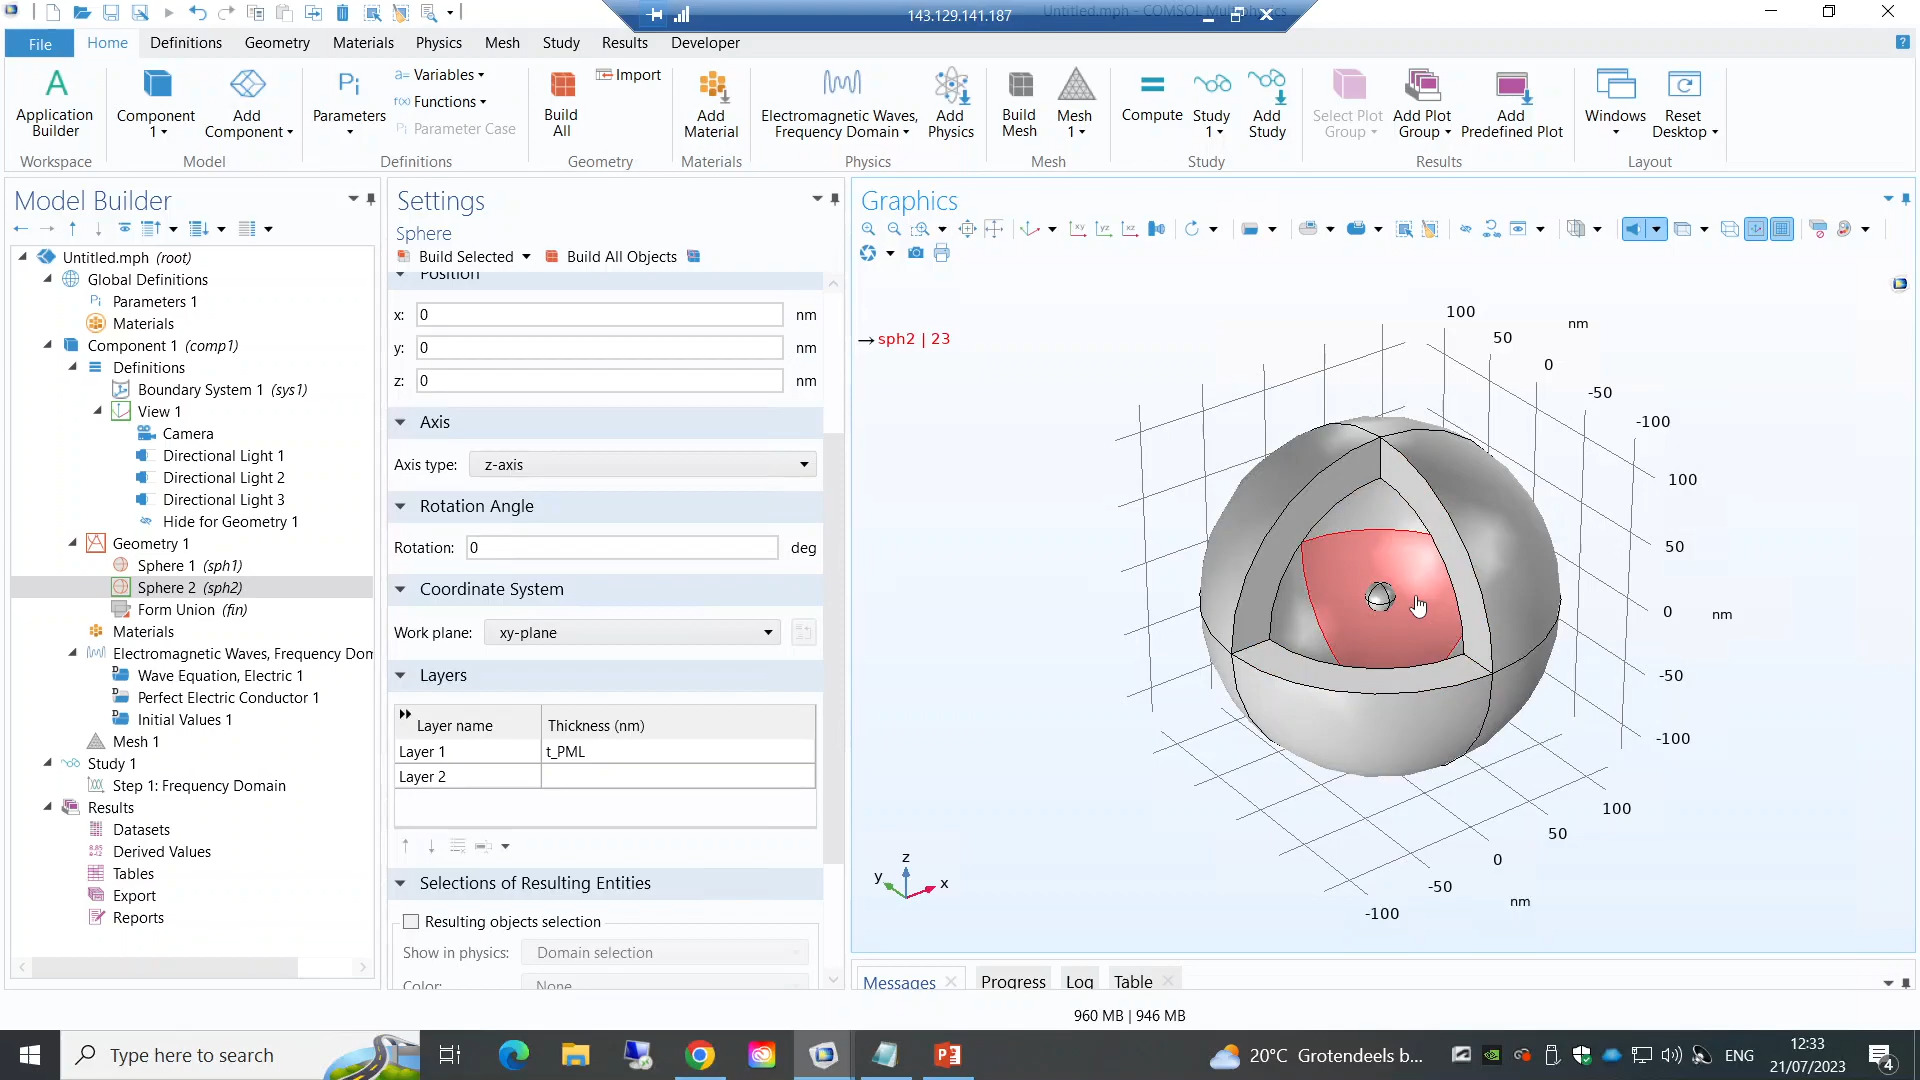 143.129.141.187
Untitled.mph - COMSOL Multiphysics
File
Home
Definitions
Geometry
Materials
Physics
Mesh
Study
Results
Developer
Application Builder
Workspace
Component 1
Add Component
Model
Pi
Parameters
a= Variables
f(x) Functions
Pi Parameter Case
Definitions
Build All
Import
Geometry
Add Material
Materials
Electromagnetic Waves, Frequency Domain
Add Physics
Physics
Build Mesh
Mesh 1
Mesh
Compute
Study 1
Add Study
Study
Select Plot Group
Add Plot Group
Add Predefined Plot
Results
Windows
Reset Desktop
Layout
Model Builder
Untitled.mph (root)
Global Definitions
Pi Parameters 1
Materials
Component 1 (comp1)
Definitions
Boundary System 1 (sys1)
View 1
Camera
Directional Light 1
Directional Light 2
Directional Light 3
Hide for Geometry 1
Geometry 1
Sphere 1 (sph1)
Sphere 2 (sph2)
Form Union (fin)
Materials
Electromagnetic Waves, Frequency Dom
Wave Equation, Electric 1
Perfect Electric Conductor 1
Initial Values 1
Mesh 1
Study 1
Step 1: Frequency Domain
Results
Datasets
Derived Values
Tables
Export
Reports
Settings
Sphere
Build Selected
Build All Objects
Position
x: 0 nm
y: 0 nm
z: 0 nm
Axis
Axis type: z-axis
Rotation Angle
Rotation: 0 deg
Coordinate System
Work plane: xy-plane
Layers
Layer name Thickness (nm)
Layer 1 t_PML
Layer 2
Selections of Resulting Entities
Resulting objects selection
Show in physics: Domain selection
Color: None
Graphics
xy yz xz
→sph2 | 23
100
50
0
-50
-100
nm
100
50
0
-50
-100
nm
100
50
0
-50
-100
nm
z
y
x
Messages
Progress
Log
Table
960 MB | 946 MB
Type here to search
20°C Grotendeels b...
ENG
12:33
21/07/2023
4